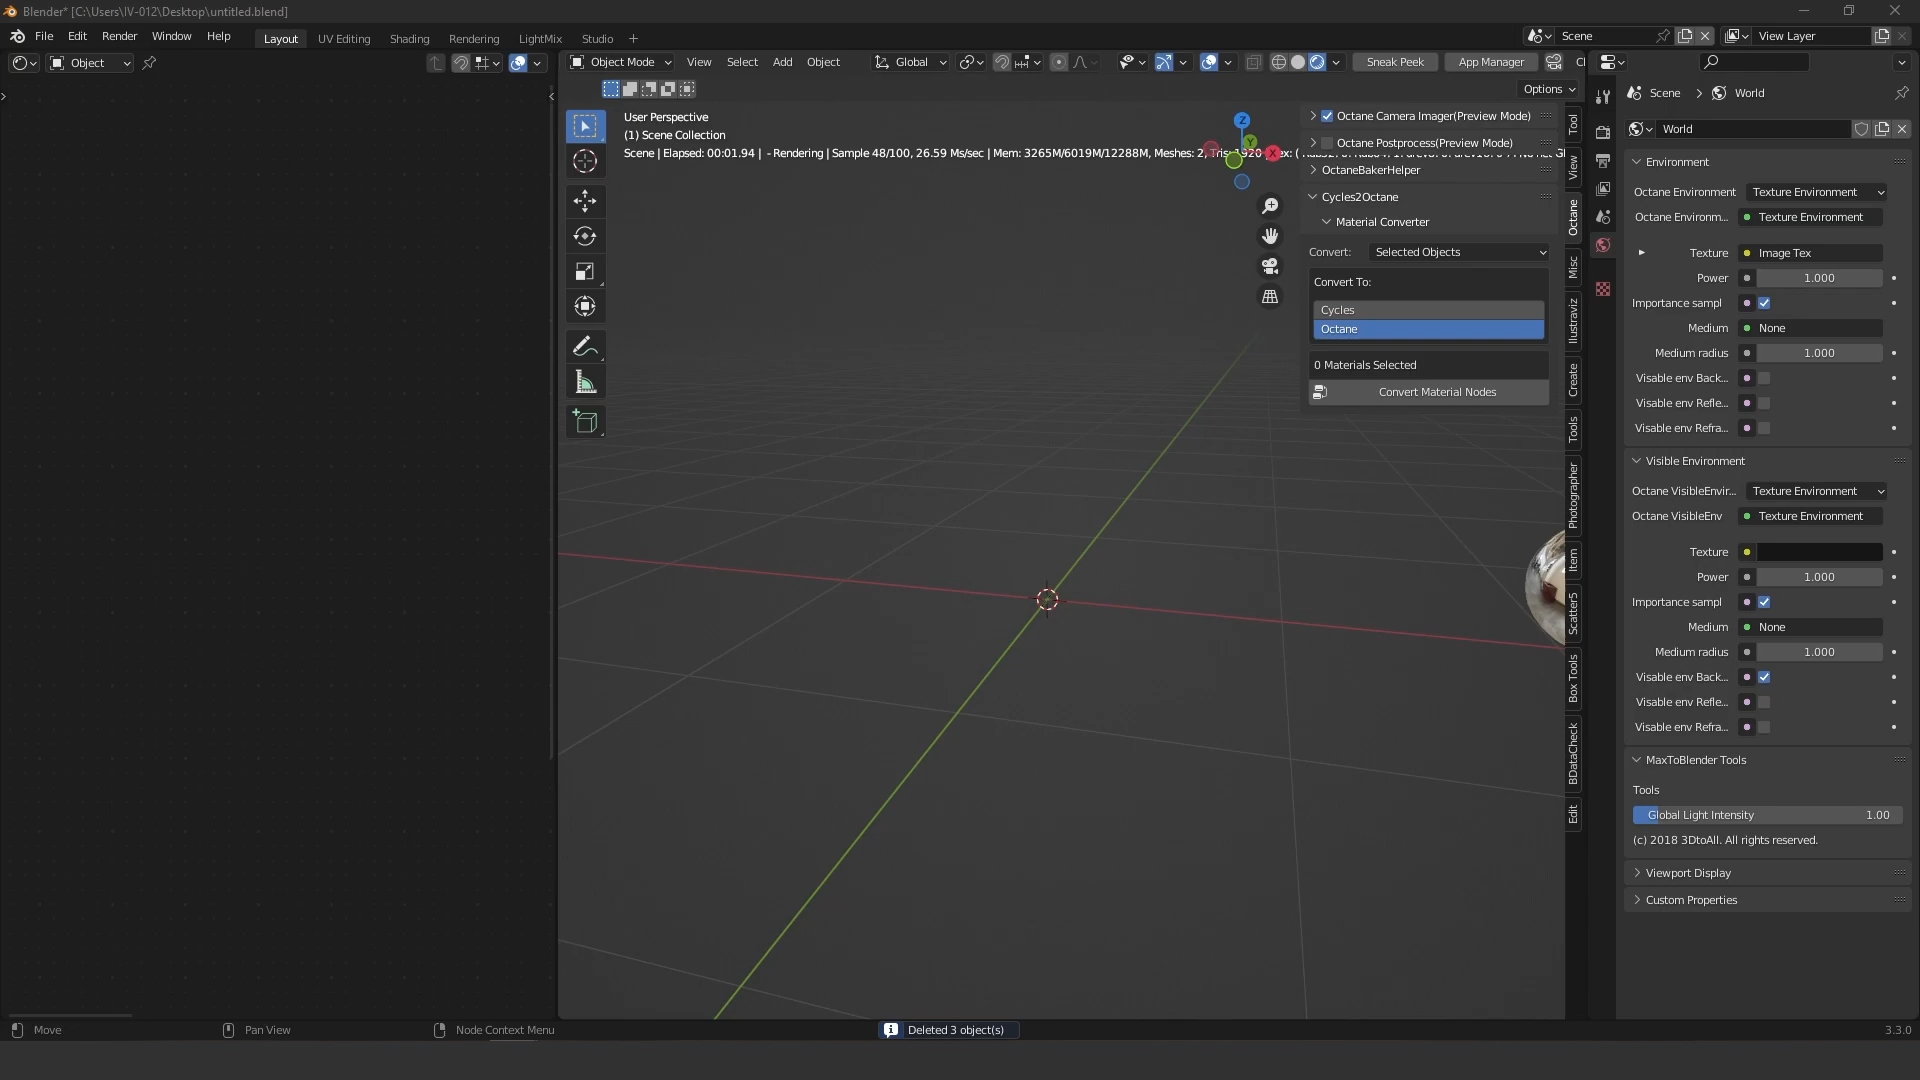 Blender* [C:\Users\IV-012\Desktop\untitled.blend]
File Edit Render Window Help
Layout UV Editing Shading Rendering LightMix Studio +
Scene
View Layer
Object
Object Mode View Select Add Object
Global
Sneak Peek
App Manager
Options
User Perspective
(1) Scene Collection
Scene | Elapsed: 00:01.94 | - Rendering | Sample 48/100, 26.59 Ms/sec | Mem: 3265M/6019M/12288M, Meshes: 2, Tris: 1920
Z
Y
X
Octane Camera Imager(Preview Mode)
Octane Postprocess(Preview Mode)
OctaneBakerHelper
Cycles2Octane
Material Converter
Convert: Selected Objects
Convert To:
Cycles
Octane
0 Materials Selected
Convert Material Nodes
Tool
View
Octane
Misc
Illustraviz
Create
Tools
Photographer
Item
Scatter5
Box Tools
BDataCheck
Edit
Scene > World
World
Environment
Octane Environment Texture Environment
Octane Environm... Texture Environment
Texture Image Tex
Power 1.000
Importance sampl
Medium None
Medium radius 1.000
Visable env Back...
Visable env Refle...
Visable env Refra...
Visible Environment
Octane VisibleEnvir... Texture Environment
Octane VisibleEnv Texture Environment
Texture
Power 1.000
Importance sampl
Medium None
Medium radius 1.000
Visable env Back...
Visable env Refle...
Visable env Refra...
MaxToBlender Tools
Tools
Global Light Intensity 1.00
(c) 2018 3DtoAll. All rights reserved.
Viewport Display
Custom Properties
Move
Pan View
Node Context Menu
Deleted 3 object(s)
3.3.0